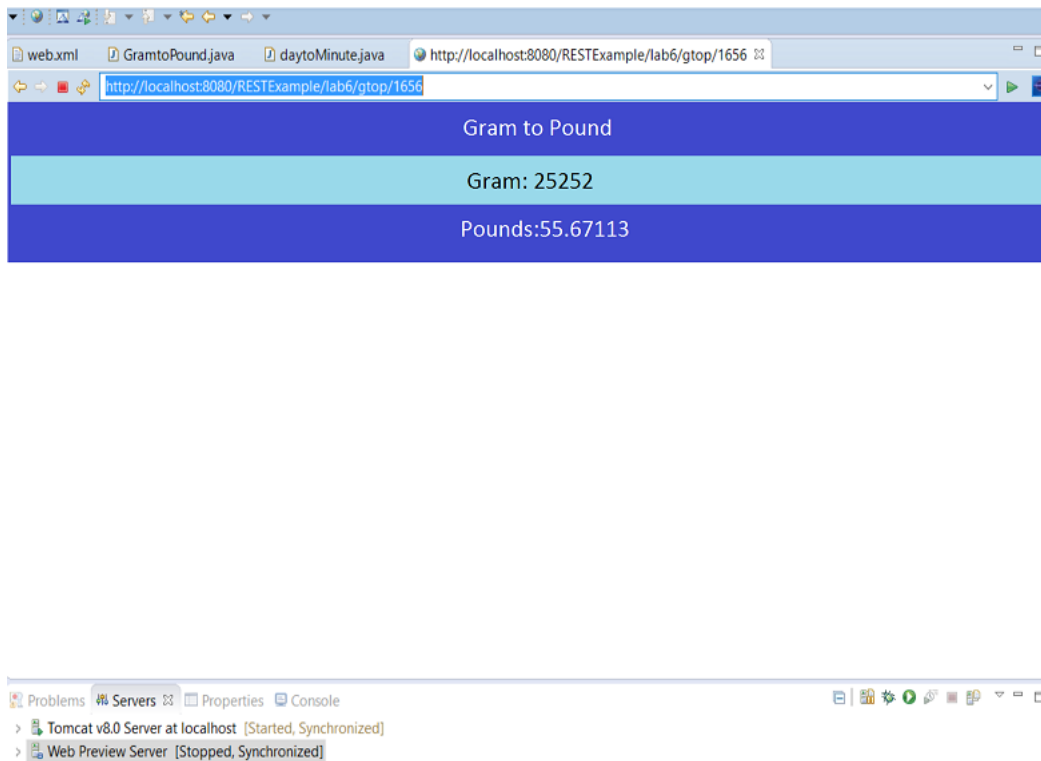 web.xml GramtoPound.java daytoMinute.java http://localhost:8080/RESTExample/lab6/gtop/1656
http://localhost:8080/RESTExample/lab6/gtop/1656
Gram to Pound
Gram: 25252
Pounds:55.67113
Problems Servers Properties Console
Tomcat v8.0 Server at localhost [Started, Synchronized]
Web Preview Server [Stopped, Synchronized]